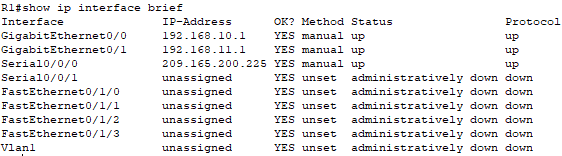 R1#show ip interface brief
Interface IP-Address OK? Method Status Protocol
GigabitEthernet0/0 192.168.10.1 YES manual up up
GigabitEthernet0/1 192.168.11.1 YES manual up up
Serial0/0/0 209.165.200.225 YES manual up up
Serial0/0/1 unassigned YES unset administratively down down
FastEthernet0/1/0 unassigned YES unset administratively down down
FastEthernet0/1/1 unassigned YES unset administratively down down
FastEthernet0/1/2 unassigned YES unset administratively down down
FastEthernet0/1/3 unassigned YES unset administratively down down
Vlan1 unassigned YES unset administratively down down